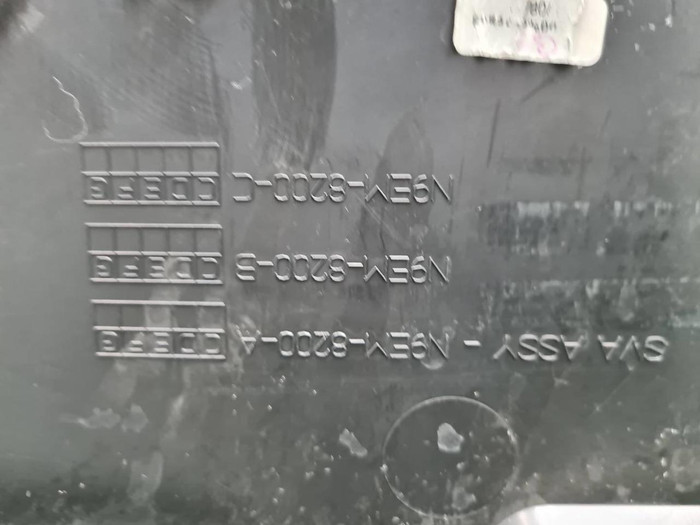 SVA ASSY - N9EM-8200-A CDEFG
N9EM-8200-B CDEFG
N9EM-8200-C CDEFG